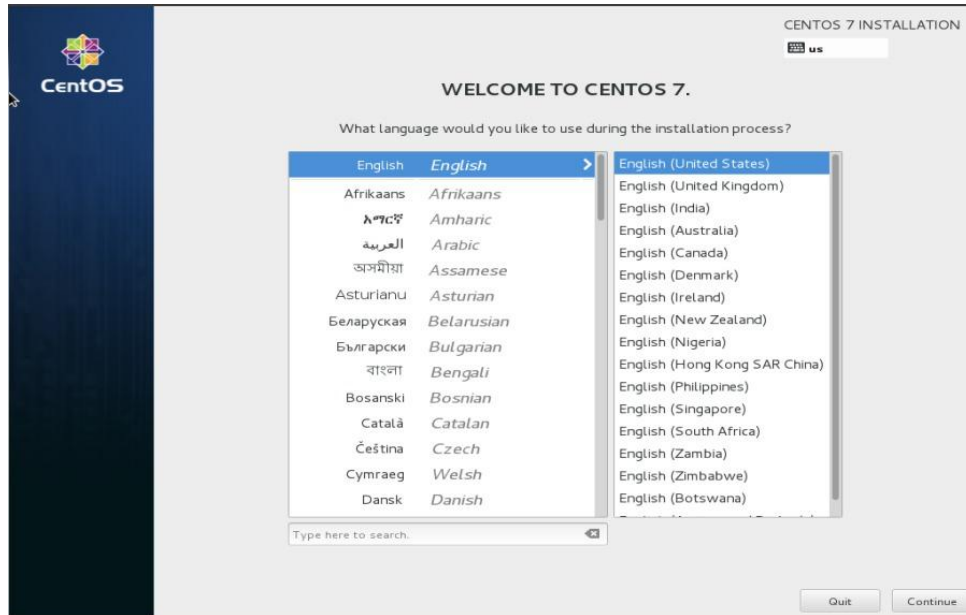 CentOS
CENTOS 7 INSTALLATION
us
WELCOME TO CENTOS 7.
What language would you like to use during the installation process?
English English
Afrikaans Afrikaans
አማርኛ Amharic
العربية Arabic
অসমীয়া Assamese
Asturianu Asturian
Беларуская Belarusian
Български Bulgarian
বাংলা Bengali
Bosanski Bosnian
Català Catalan
Čeština Czech
Cymraeg Welsh
Dansk Danish
English (United States)
English (United Kingdom)
English (India)
English (Australia)
English (Canada)
English (Denmark)
English (Ireland)
English (New Zealand)
English (Nigeria)
English (Hong Kong SAR China)
English (Philippines)
English (Singapore)
English (South Africa)
English (Zambia)
English (Zimbabwe)
English (Botswana)
Type here to search.
Quit
Continue